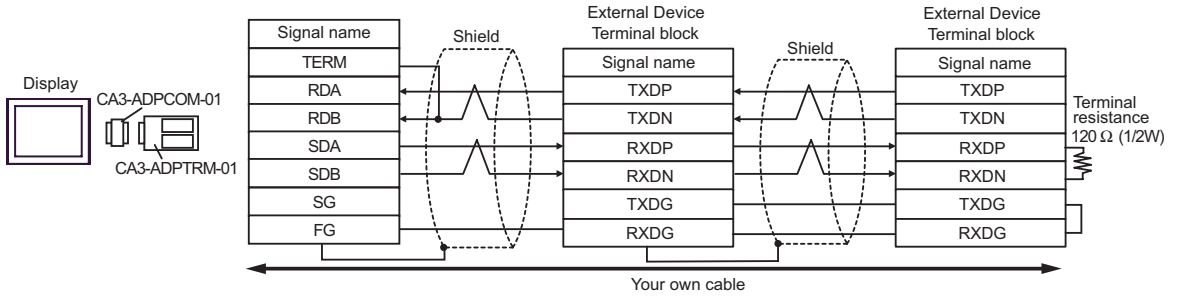 Display
CA3-ADPCOM-01
CA3-ADPTRM-01
Signal name
TERM
RDA
RDB
SDA
SDB
SG
FG
Shield
External Device
Terminal block
Signal name
TXDP
TXDN
RXDP
RXDN
TXDG
RXDG
Shield
External Device
Terminal block
Signal name
TXDP
TXDN
RXDP
RXDN
TXDG
RXDG
Terminal
resistance
120 Ω (1/2W)
Your own cable